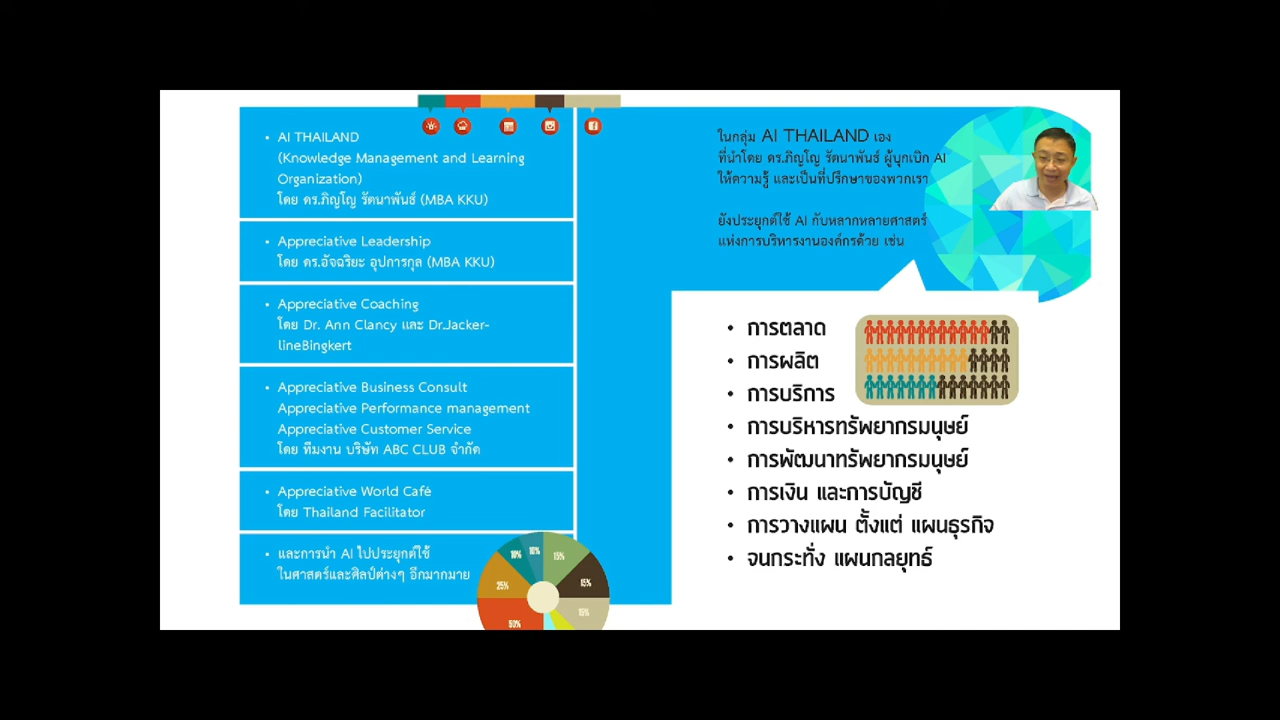 • AI THAILAND
(Knowledge Management and Learning
Organization)
โดย ดร.ภิญโญ รัตนาพันธ์ (MBA KKU)
• Appreciative Leadership
โดย ดร.อัจฉริยะ อุปการกุล (MBA KKU)
• Appreciative Coaching
โดย Dr. Ann Clancy และ Dr.Jacker-
lineBingkert
• Appreciative Business Consult
Appreciative Performance management
Appreciative Customer Service
โดย ทีมงาน บริษัท ABC CLUB จำกัด
• Appreciative World Café
โดย Thailand Facilitator
• และการนำ AI ไปประยุกต์ใช้
ในศาสตร์และศิลป์ต่างๆ อีกมากมาย
10% 10% 15%
25% 15%
50% 15%
ในกลุ่ม AI THAILAND เอง
ที่นำโดย ดร.ภิญโญ รัตนาพันธ์ ผู้บุกเบิก AI
ให้ความรู้ และเป็นที่ปรึกษาของพวกเรา
ยังประยุกต์ใช้ AI กับหลากหลายศาสตร์
แห่งการบริหารงานองค์กรด้วย เช่น
• การตลาด
• การผลิต
• การบริการ
• การบริหารทรัพยากรมนุษย์
• การพัฒนาทรัพยากรมนุษย์
• การเงิน และการบัญชี
• การวางแผน ตั้งแต่ แผนธุรกิจ
• จนกระทั่ง แผนกลยุทธ์